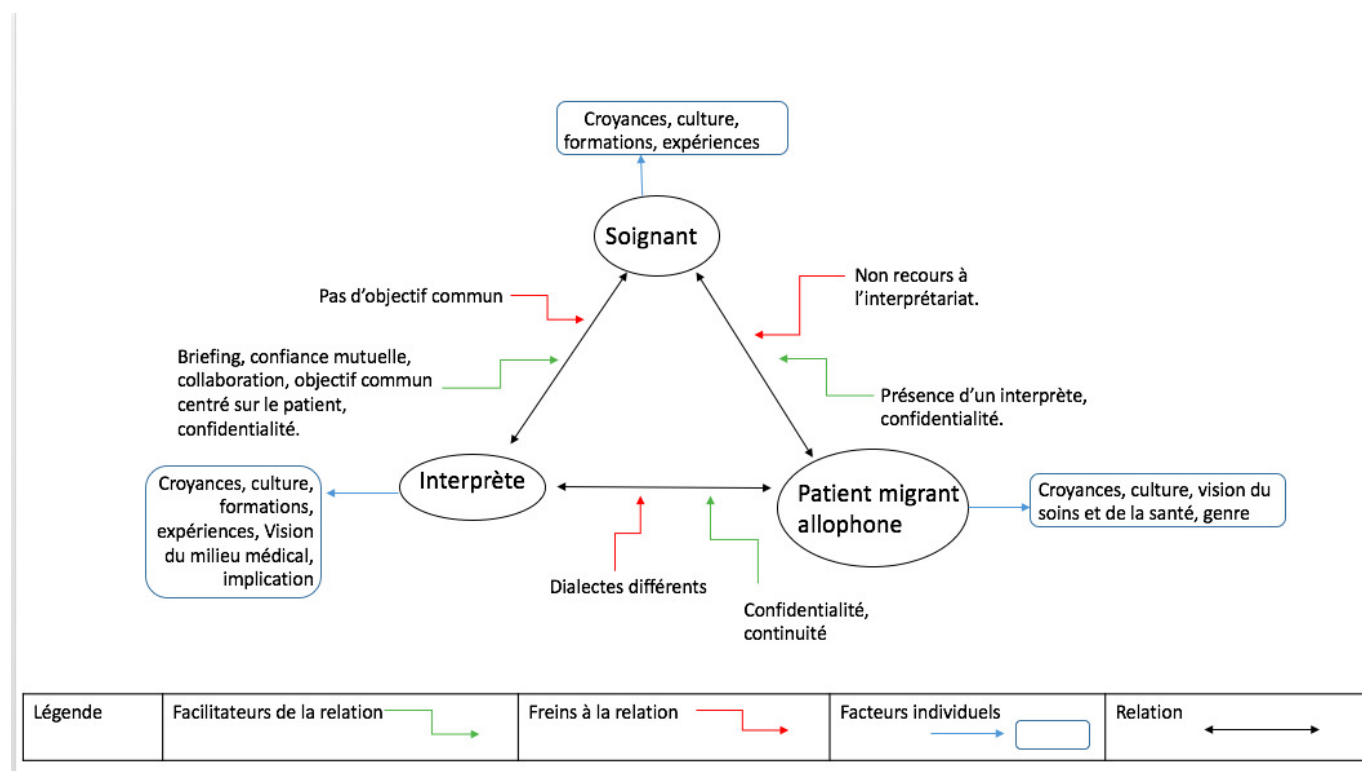 Croyances, culture,
formations, expériences
Soignant
Pas d'objectif commun
Non recours à
l'interprétariat.
Briefing, confiance mutuelle,
collaboration, objectif commun
centré sur le patient,
confidentialité.
Présence d'un interprète,
confidentialité.
Interprète
Patient migrant
allophone
Croyances, culture,
formations,
expériences, Vision
du milieu médical,
implication
Croyances, culture, vision du
soins et de la santé, genre
Dialectes différents
Confidentialité,
continuité
Légende
Facilitateurs de la relation
Freins à la relation
Facteurs individuels
Relation